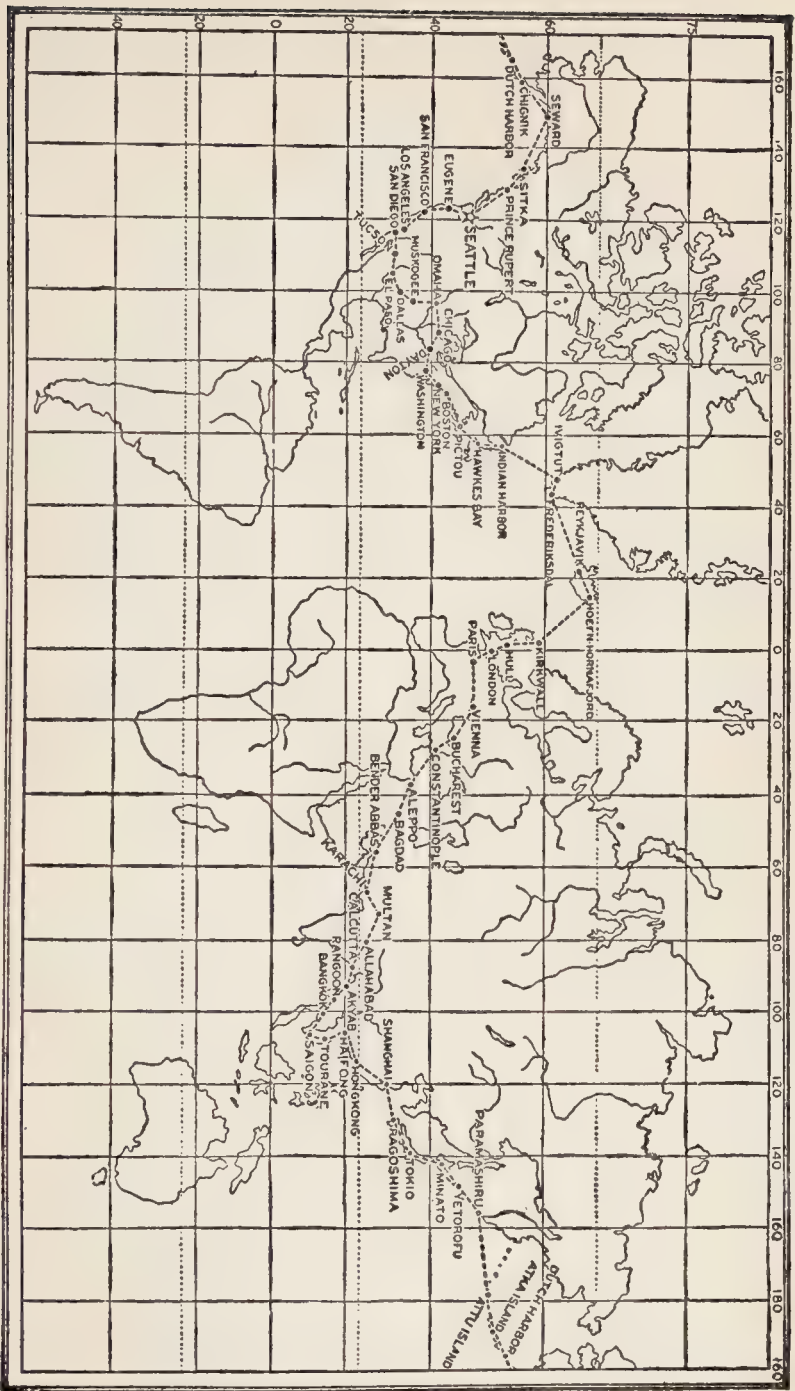 160
140
120
100
80
60
40
20
0
20
40
60
80
100
120
140
160
180
160
75
60
40
20
0
20
40
SEWARD
CHIGNIK
DUTCH HARBOR
SITKA
PRINCE RUPERT
SEATTLE
EUGENE
SAN FRANCISCO
LOS ANGELES
SAN DIEGO
TUCSON
EL PASO
DALLAS
MUSKOGEE
OMAHA
CHICAGO
DAYTON
WASHINGTON
NEW YORK
BOSTON
PICTOU
HAWKES BAY
INDIAN HARBOR
IVIGTUT
FREDERIKSDAL
REYKJAVIK
HOEFN HORNAFJORD
KIRKWALL
HULL
LONDON
PARIS
VIENNA
BUCHAREST
CONSTANTINOPLE
ALEPPO
BAGDAD
BENDER ABBAS
KARACHI
MULTAN
ALLAHABAD
CALCUTTA
AKYAB
RANGOON
BANGKOK
SAIGON
TOURANE
HAIFONG
HONGKONG
SHANGHAI
KAGOSHIMA
TOKIO
MINATO
YETOROFU
PARAMASHIRU
ATTU ISLAND
ATKA ISLAND
DUTCH HARBOR